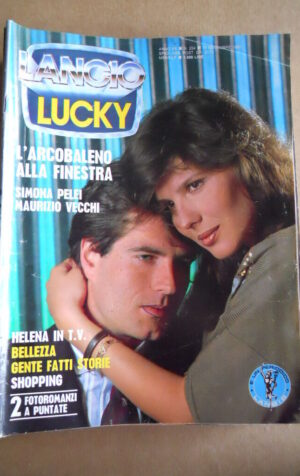 LANCIO
LUCKY
L'ARCOBALENO
ALLA FINESTRA
SIMONA PELEI
MAURIZIO VECCHI
HELENA IN T.V.
BELLEZZA
GENTE FATTI STORIE
SHOPPING
2 FOTOROMANZI
A PUNTATE